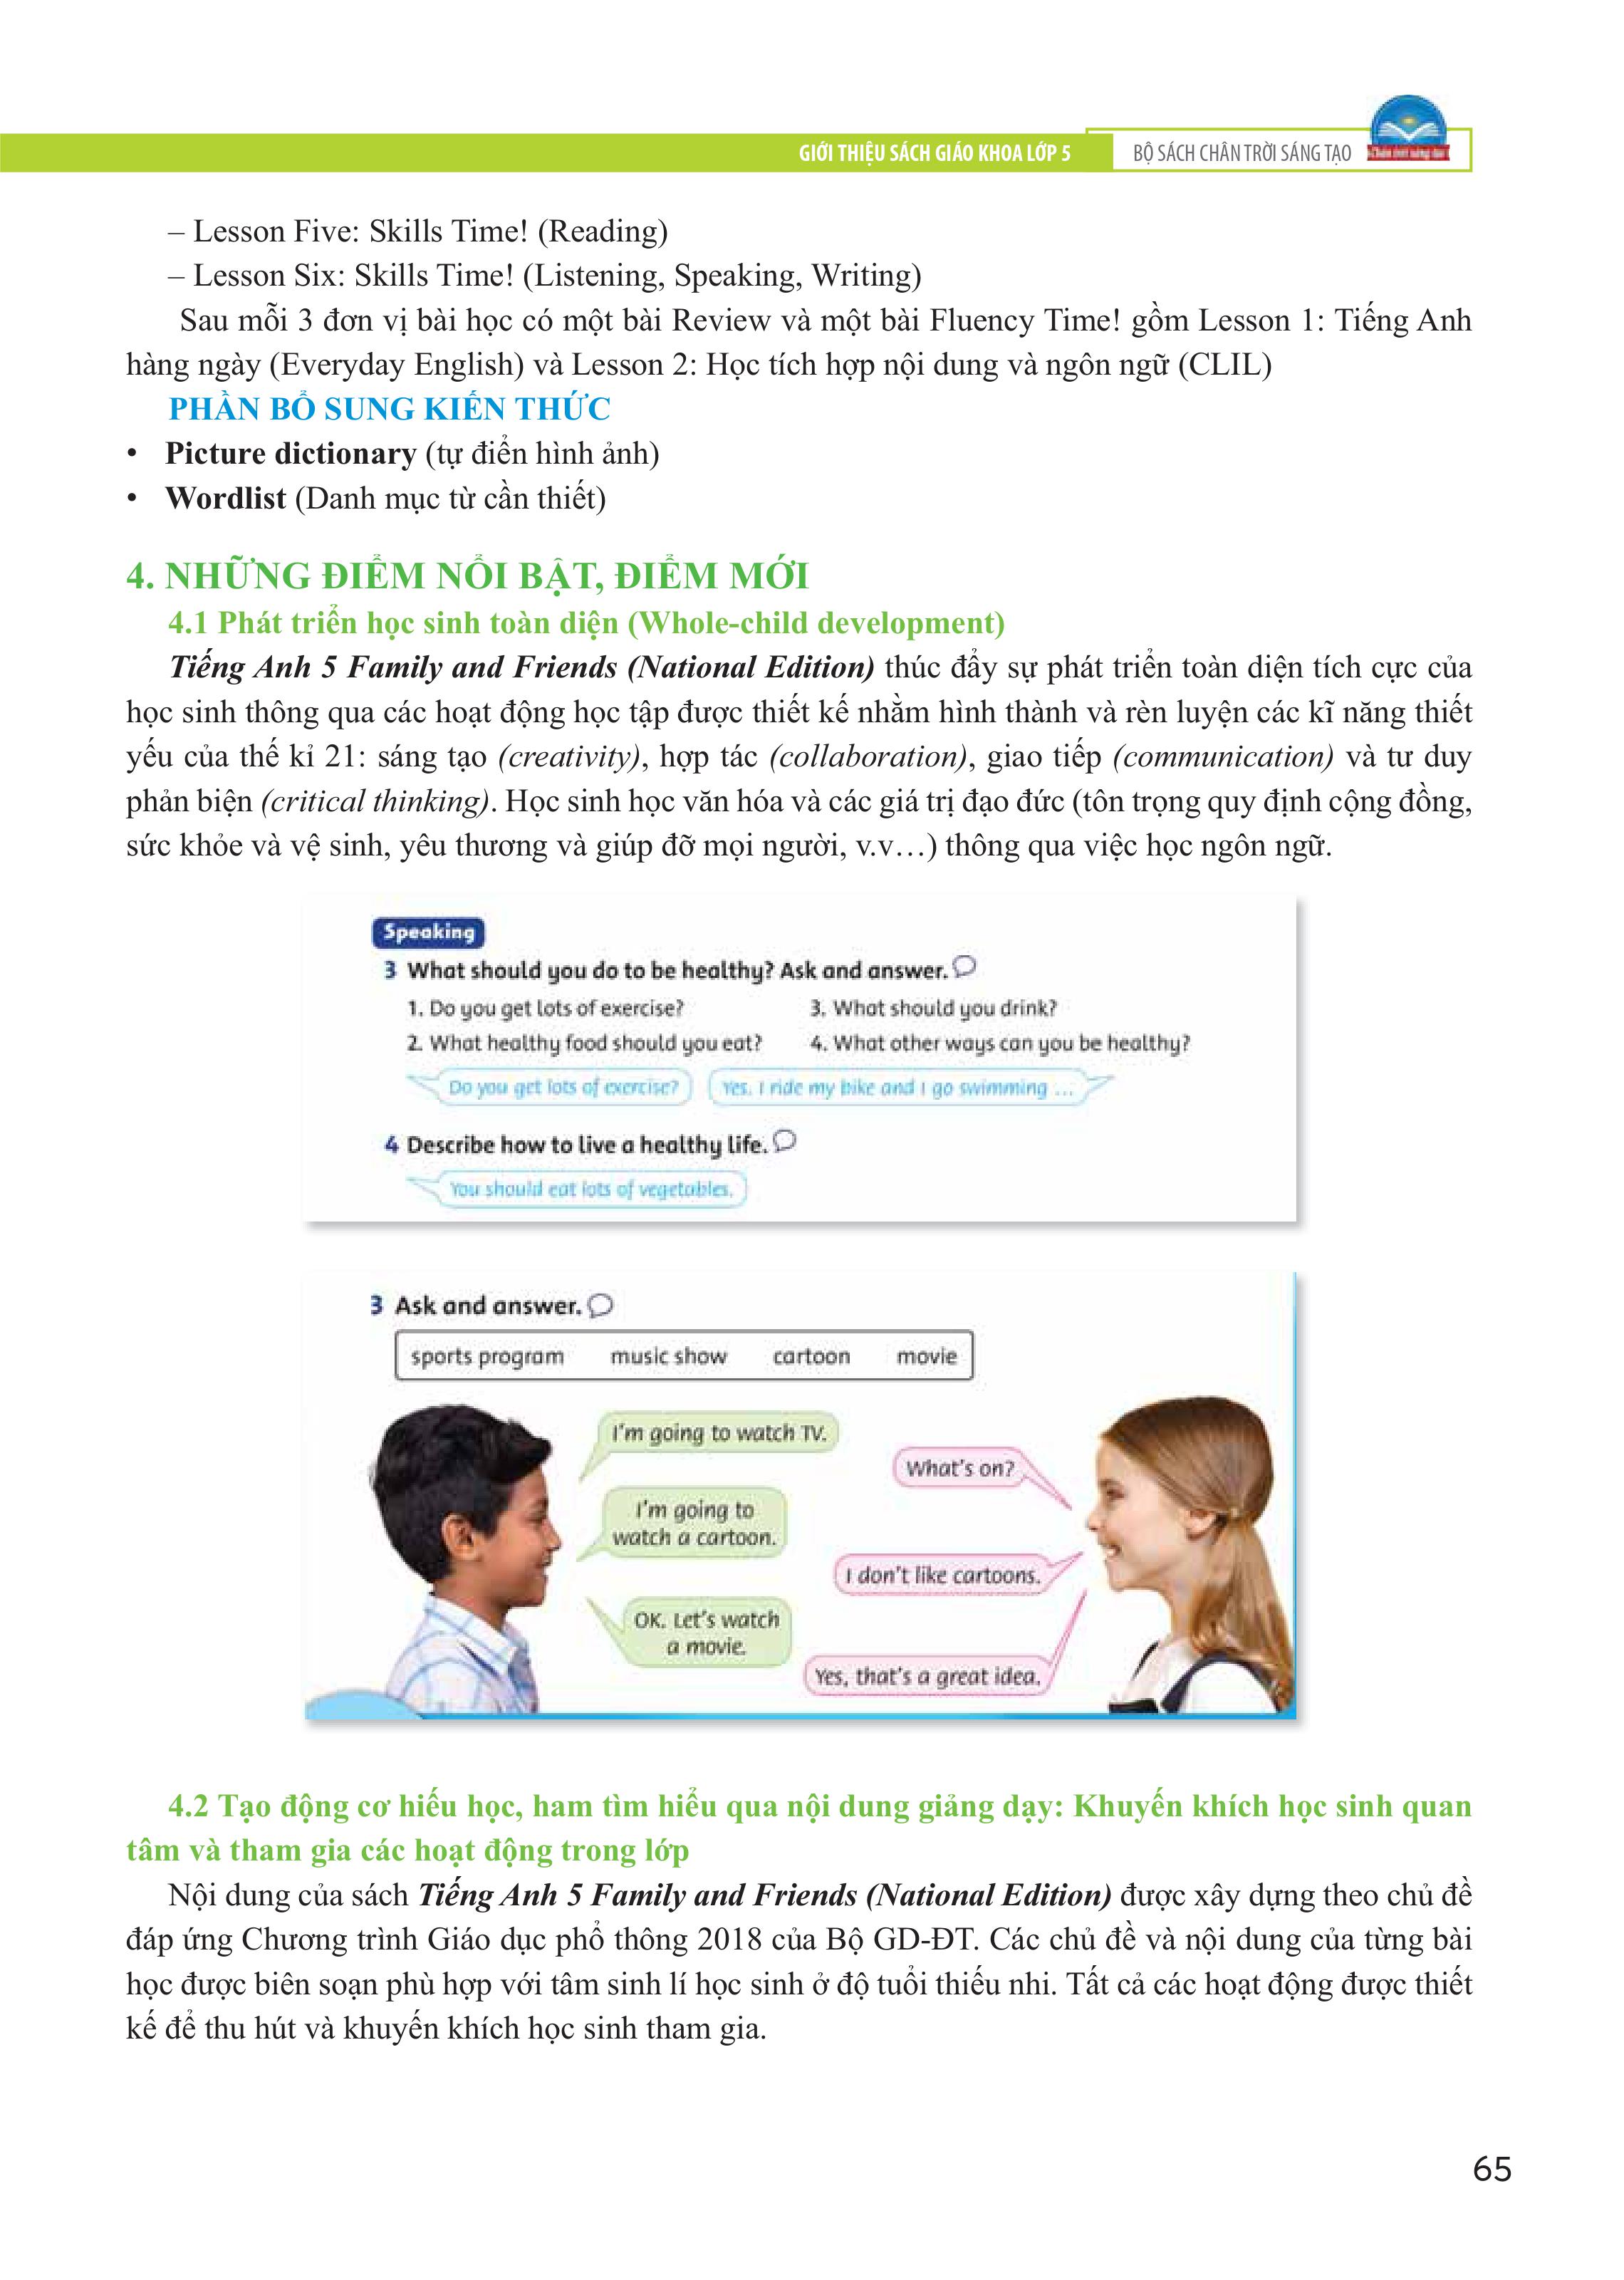 GIỚI THIỆU SÁCH GIÁO KHOA LỚP 5
BỘ SÁCH CHÂN TRỜI SÁNG TẠO
– Lesson Five: Skills Time! (Reading)
– Lesson Six: Skills Time! (Listening, Speaking, Writing)
Sau mỗi 3 đơn vị bài học có một bài Review và một bài Fluency Time! gồm Lesson 1: Tiếng Anh
hàng ngày (Everyday English) và Lesson 2: Học tích hợp nội dung và ngôn ngữ (CLIL)
PHẦN BỔ SUNG KIẾN THỨC
• Picture dictionary (tự điển hình ảnh)
• Wordlist (Danh mục từ cần thiết)
4. NHỮNG ĐIỂM NỔI BẬT, ĐIỂM MỚI
4.1 Phát triển học sinh toàn diện (Whole-child development)
Tiếng Anh 5 Family and Friends (National Edition) thúc đẩy sự phát triển toàn diện tích cực của
học sinh thông qua các hoạt động học tập được thiết kế nhằm hình thành và rèn luyện các kĩ năng thiết
yếu của thế kỉ 21: sáng tạo (creativity), hợp tác (collaboration), giao tiếp (communication) và tư duy
phản biện (critical thinking). Học sinh học văn hóa và các giá trị đạo đức (tôn trọng quy định cộng đồng,
sức khỏe và vệ sinh, yêu thương và giúp đỡ mọi người, v.v…) thông qua việc học ngôn ngữ.
Speaking
3 What should you do to be healthy? Ask and answer.
1. Do you get lots of exercise?
3. What should you drink?
2. What healthy food should you eat?
4. What other ways can you be healthy?
Do you get lots of exercise?
Yes. I ride my bike and I go swimming ...
4 Describe how to live a healthy life.
You should eat lots of vegetables.
3 Ask and answer.
sports program music show cartoon movie
I'm going to watch TV.
What's on?
I'm going to
watch a cartoon.
I don't like cartoons.
OK. Let's watch
a movie.
Yes, that's a great idea.
4.2 Tạo động cơ hiếu học, ham tìm hiểu qua nội dung giảng dạy: Khuyến khích học sinh quan
tâm và tham gia các hoạt động trong lớp
Nội dung của sách Tiếng Anh 5 Family and Friends (National Edition) được xây dựng theo chủ đề
đáp ứng Chương trình Giáo dục phổ thông 2018 của Bộ GD-ĐT. Các chủ đề và nội dung của từng bài
học được biên soạn phù hợp với tâm sinh lí học sinh ở độ tuổi thiếu nhi. Tất cả các hoạt động được thiết
kế để thu hút và khuyến khích học sinh tham gia.
65